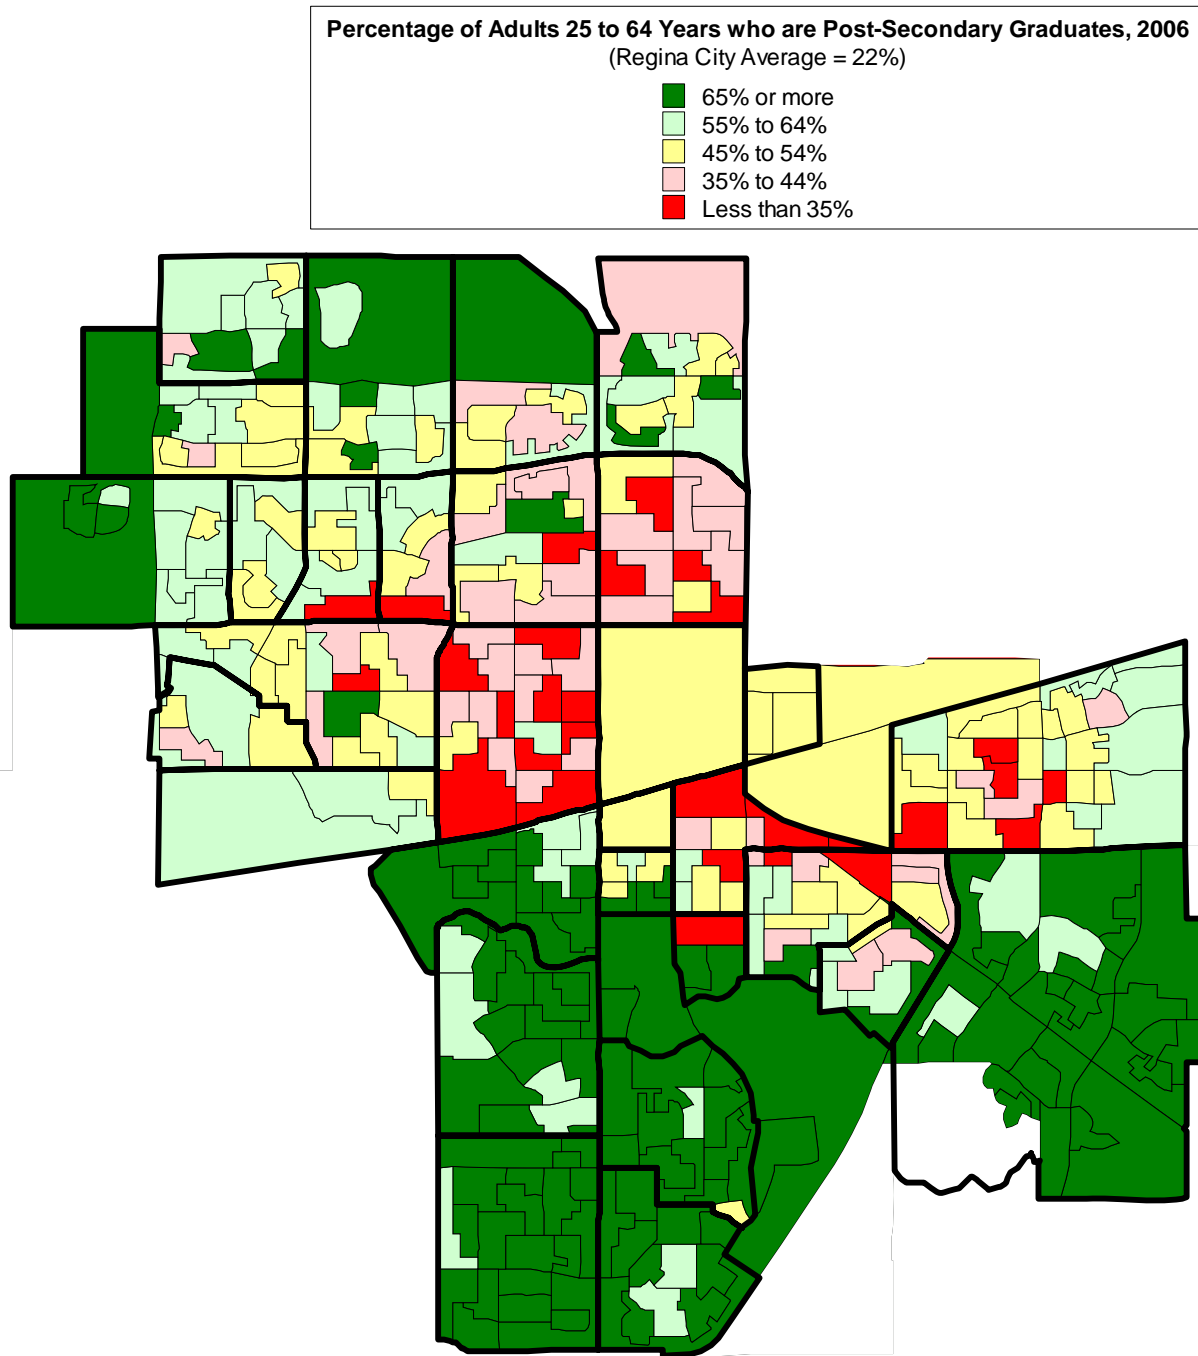 Percentage of Adults 25 to 64 Years who are Post-Secondary Graduates, 2006
(Regina City Average = 22%)
65% or more
55% to 64%
45% to 54%
35% to 44%
Less than 35%